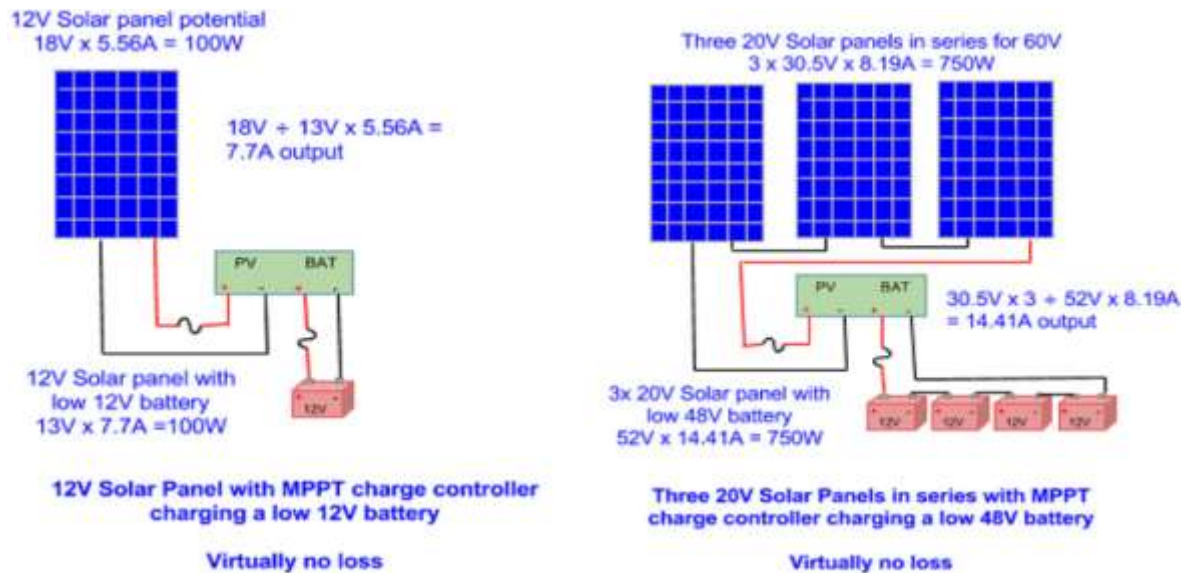 12V Solar panel potential
18V x 5.56A = 100W
18V ÷ 13V x 5.56A =
7.7A output
PV BAT
+ - + -
12V Solar panel with
low 12V battery
13V x 7.7A =100W
12V
12V Solar Panel with MPPT charge controller
charging a low 12V battery
Virtually no loss
Three 20V Solar panels in series for 60V
3 x 30.5V x 8.19A = 750W
PV BAT
+ - + -
30.5V x 3 ÷ 52V x 8.19A
= 14.41A output
3x 20V Solar panel with
low 48V battery
52V x 14.41A = 750W
12V 12V 12V 12V
Three 20V Solar Panels in series with MPPT
charge controller charging a low 48V battery
Virtually no loss